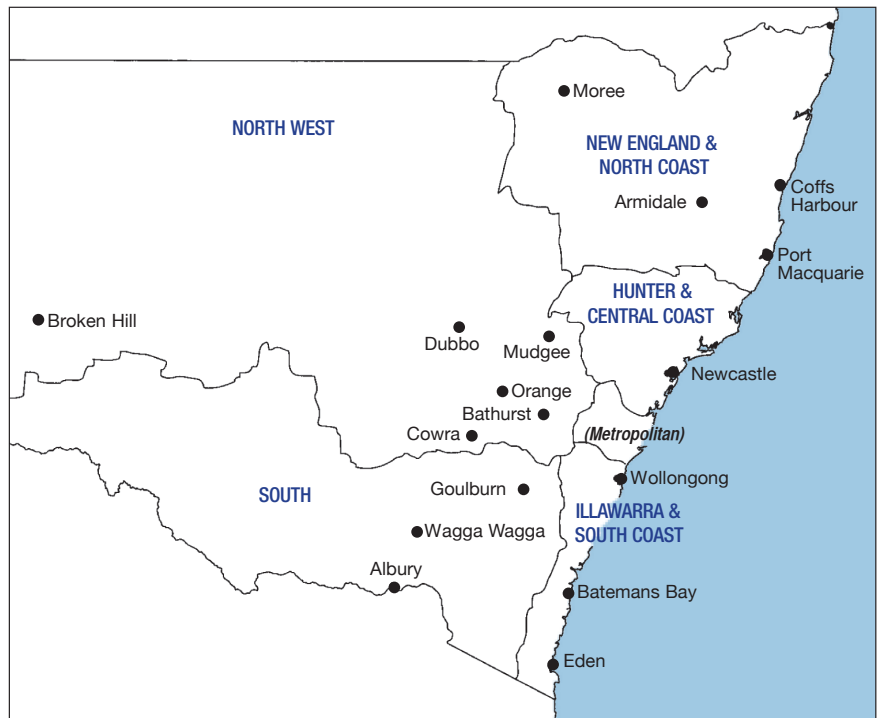 Moree
NORTH WEST
NEW ENGLAND &
NORTH COAST
Armidale
Coffs
Harbour
Port
Macquarie
HUNTER &
CENTRAL COAST
Broken Hill
Dubbo
Mudgee
Newcastle
Orange
Bathurst
Cowra
(Metropolitan)
Wollongong
Goulburn
SOUTH
ILLAWARRA &
SOUTH COAST
Wagga Wagga
Albury
Batemans Bay
Eden